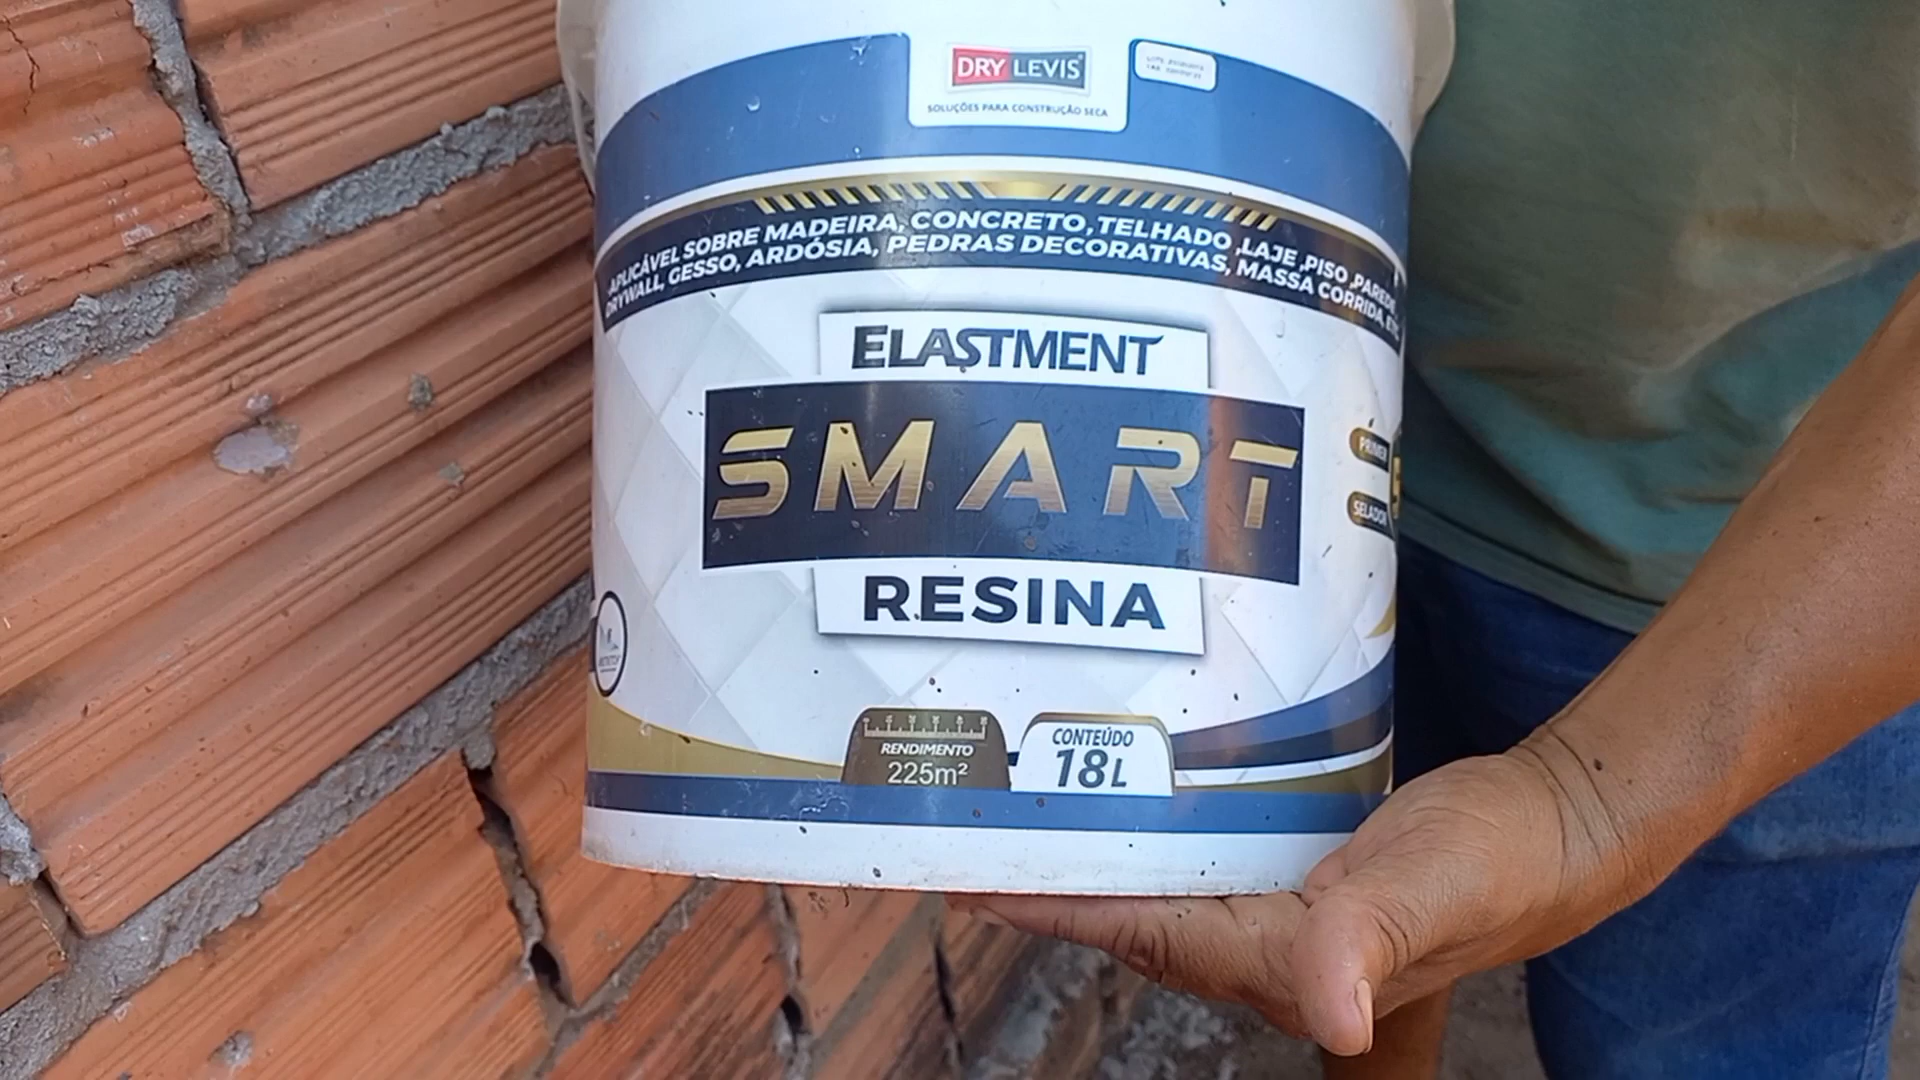 DRY LEVIS
SOLUÇÕES PARA CONSTRUÇÃO SECA
APLICÁVEL SOBRE MADEIRA, CONCRETO, TELHADO ,LAJE ,PISO ,PAREDE,
DRYWALL, GESSO, ARDÓSIA, PEDRAS DECORATIVAS, MASSA CORRIDA, ETC
ELASTMENT
SMART
PRIMER
SELADOR
RESINA
RENDIMENTO
225m²
CONTEÚDO
18L